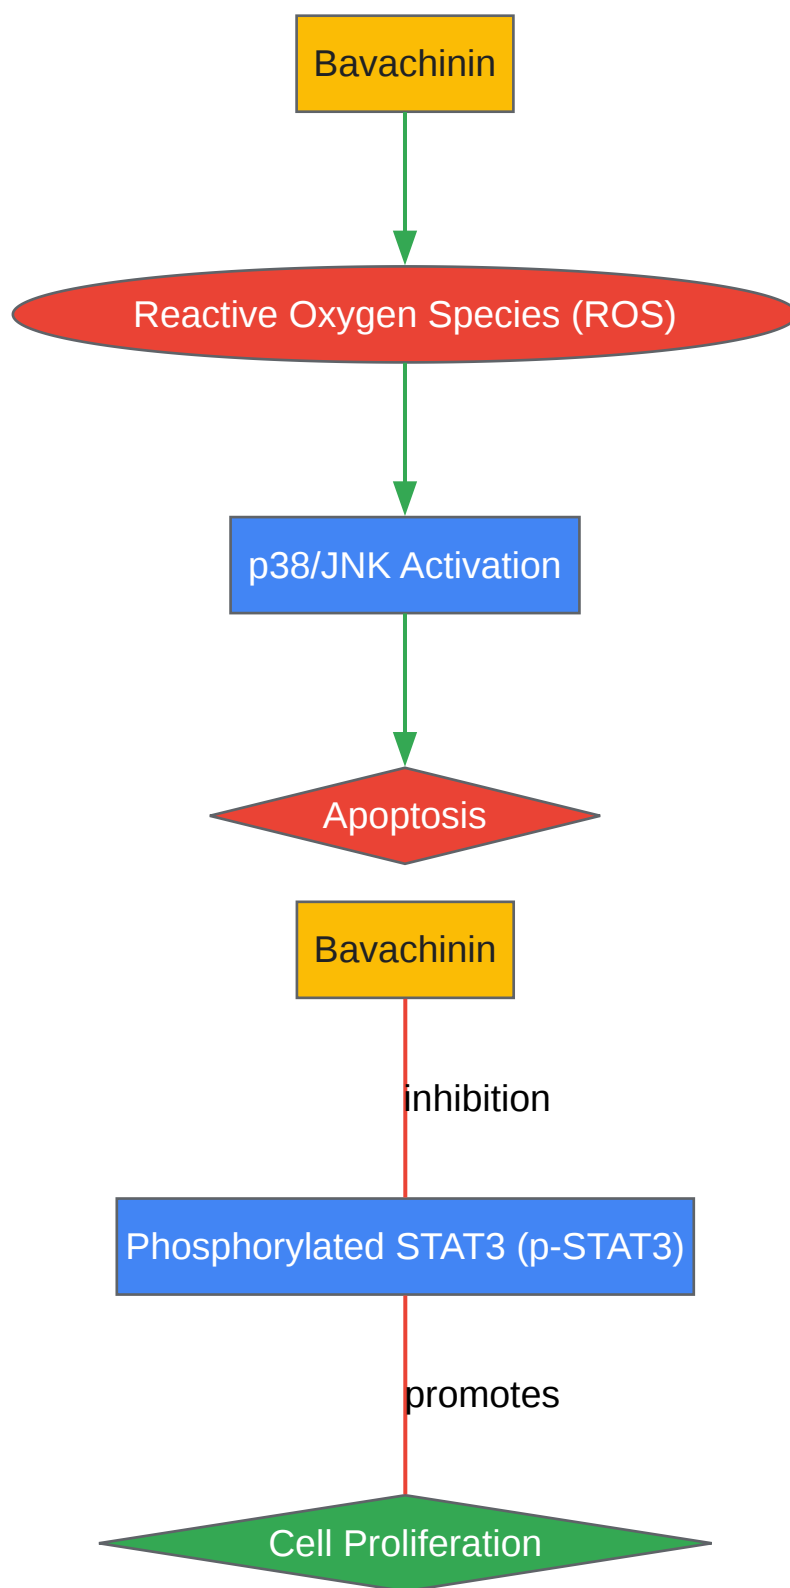 Bavachinin
Reactive Oxygen Species (ROS)
p38/JNK Activation
Apoptosis
Bavachinin
inhibition
Phosphorylated STAT3 (p-STAT3)
promotes
Cell Proliferation